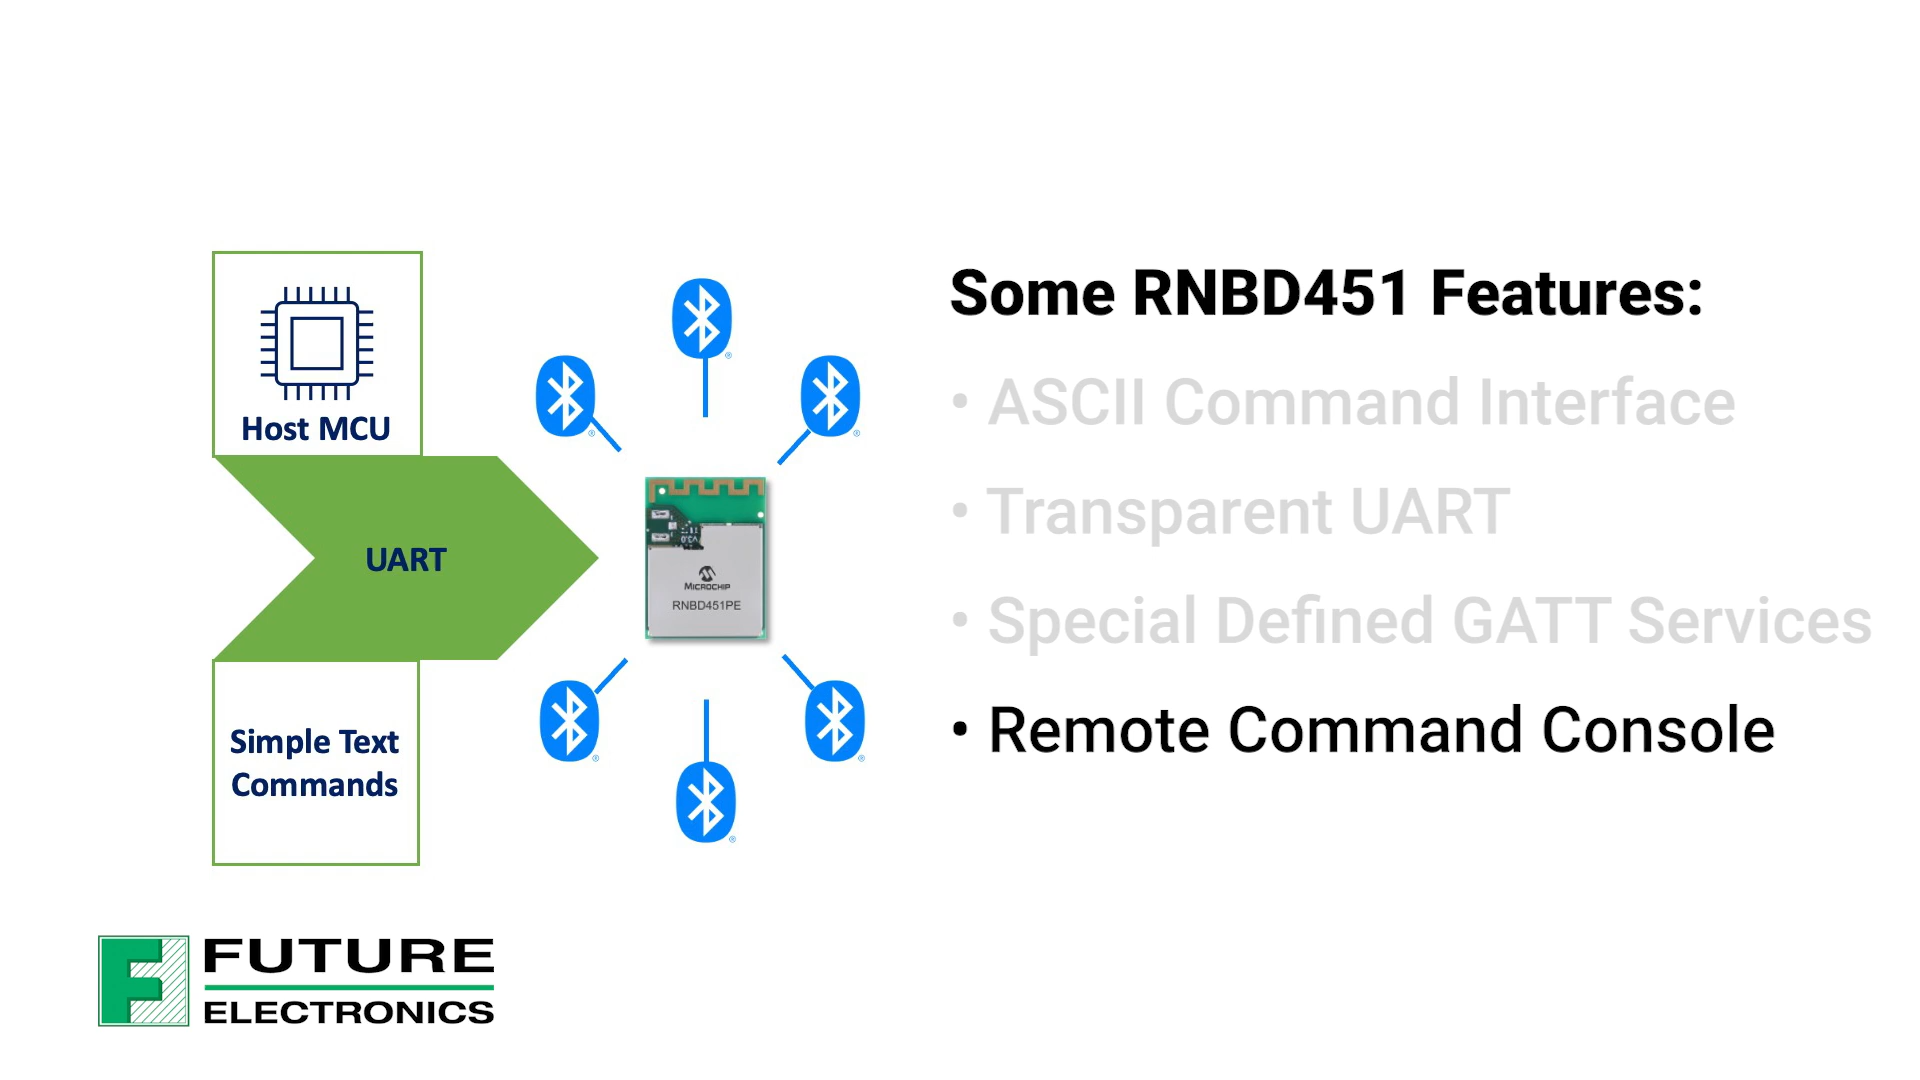 Host MCU
UART
Simple Text
Commands
MICROCHIP
RNBD451PE
Some RNBD451 Features:
• ASCII Command Interface
• Transparent UART
• Special Defined GATT Services
• Remote Command Console
FUTURE
ELECTRONICS